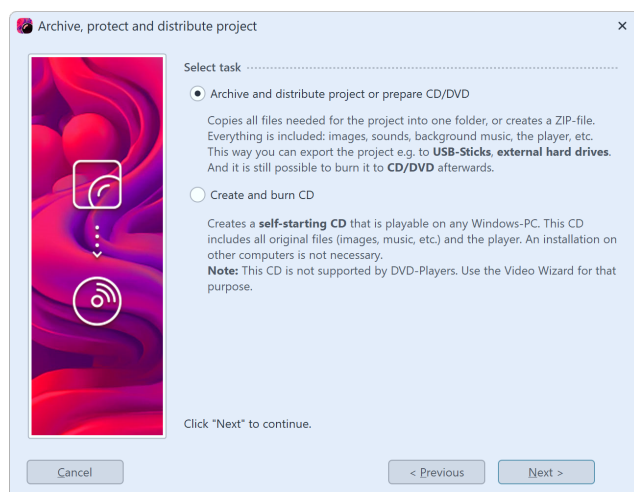 Archive, protect and distribute project
Select task
Archive and distribute project or prepare CD/DVD
Copies all files needed for the project into one folder, or creates a ZIP-file.
Everything is included: images, sounds, background music, the player, etc.
This way you can export the project e.g. to USB-Sticks, external hard drives.
And it is still possible to burn it to CD/DVD afterwards.
Create and burn CD
Creates a self-starting CD that is playable on any Windows-PC. This CD
includes all original files (images, music, etc.) and the player. An installation on
other computers is not necessary.
Note: This CD is not supported by DVD-Players. Use the Video Wizard for that
purpose.
Click "Next" to continue.
Cancel
< Previous
Next >